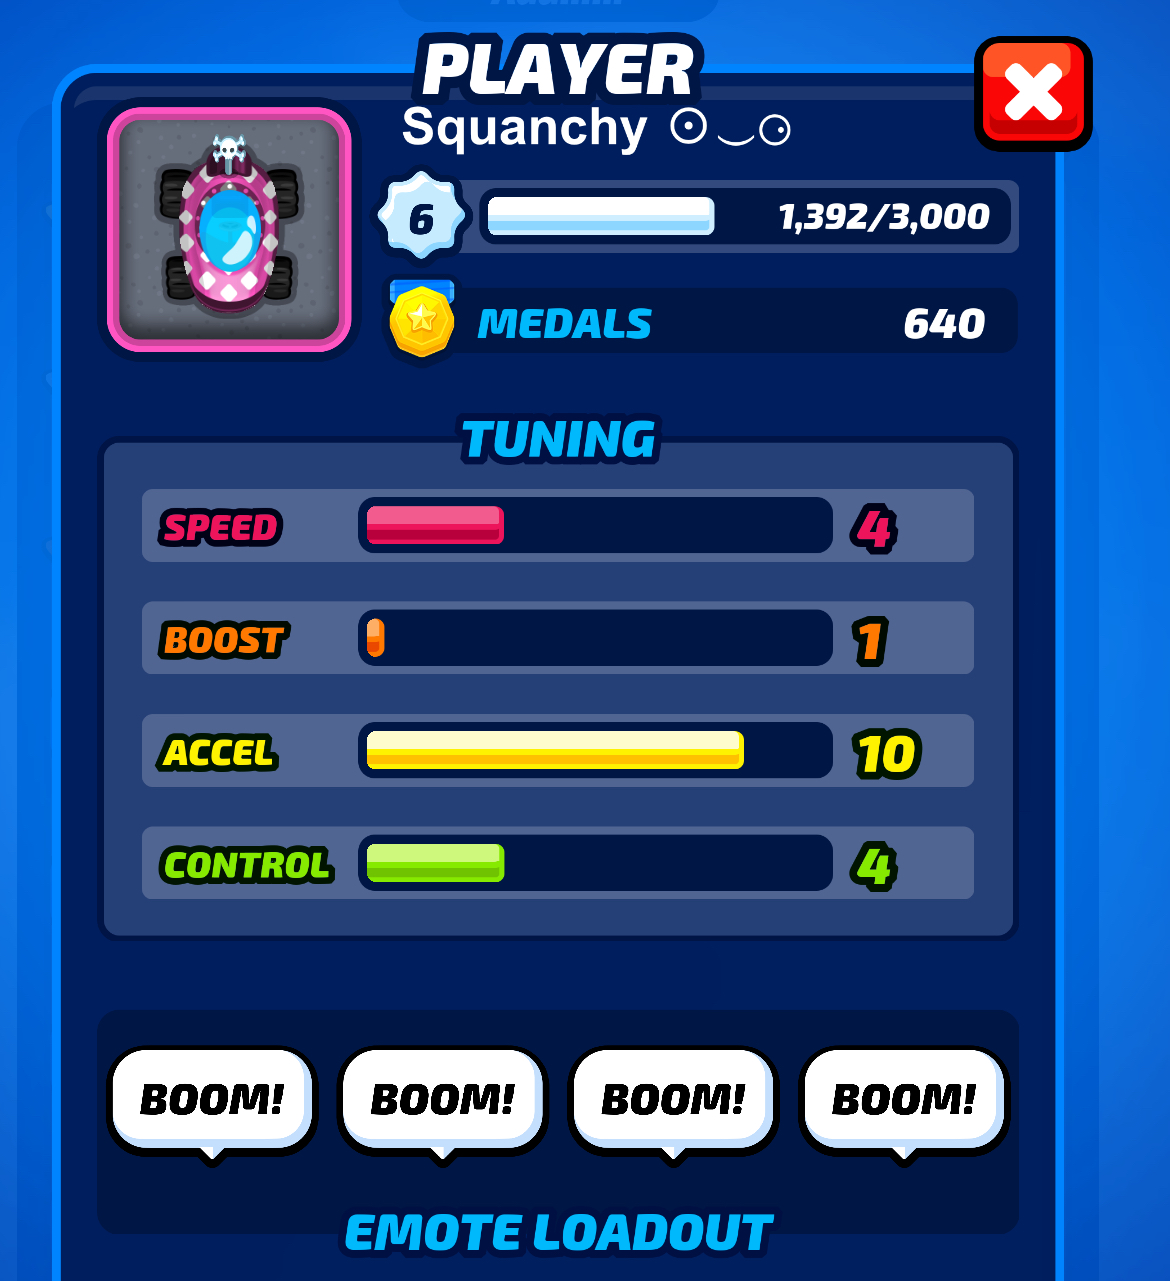 PLAYER
Squanchy ʘ‿ʘ
6
1,392/3,000
MEDALS 640
TUNING
SPEED 4
BOOST 1
ACCEL 10
CONTROL 4
BOOM! BOOM! BOOM! BOOM!
EMOTE LOADOUT